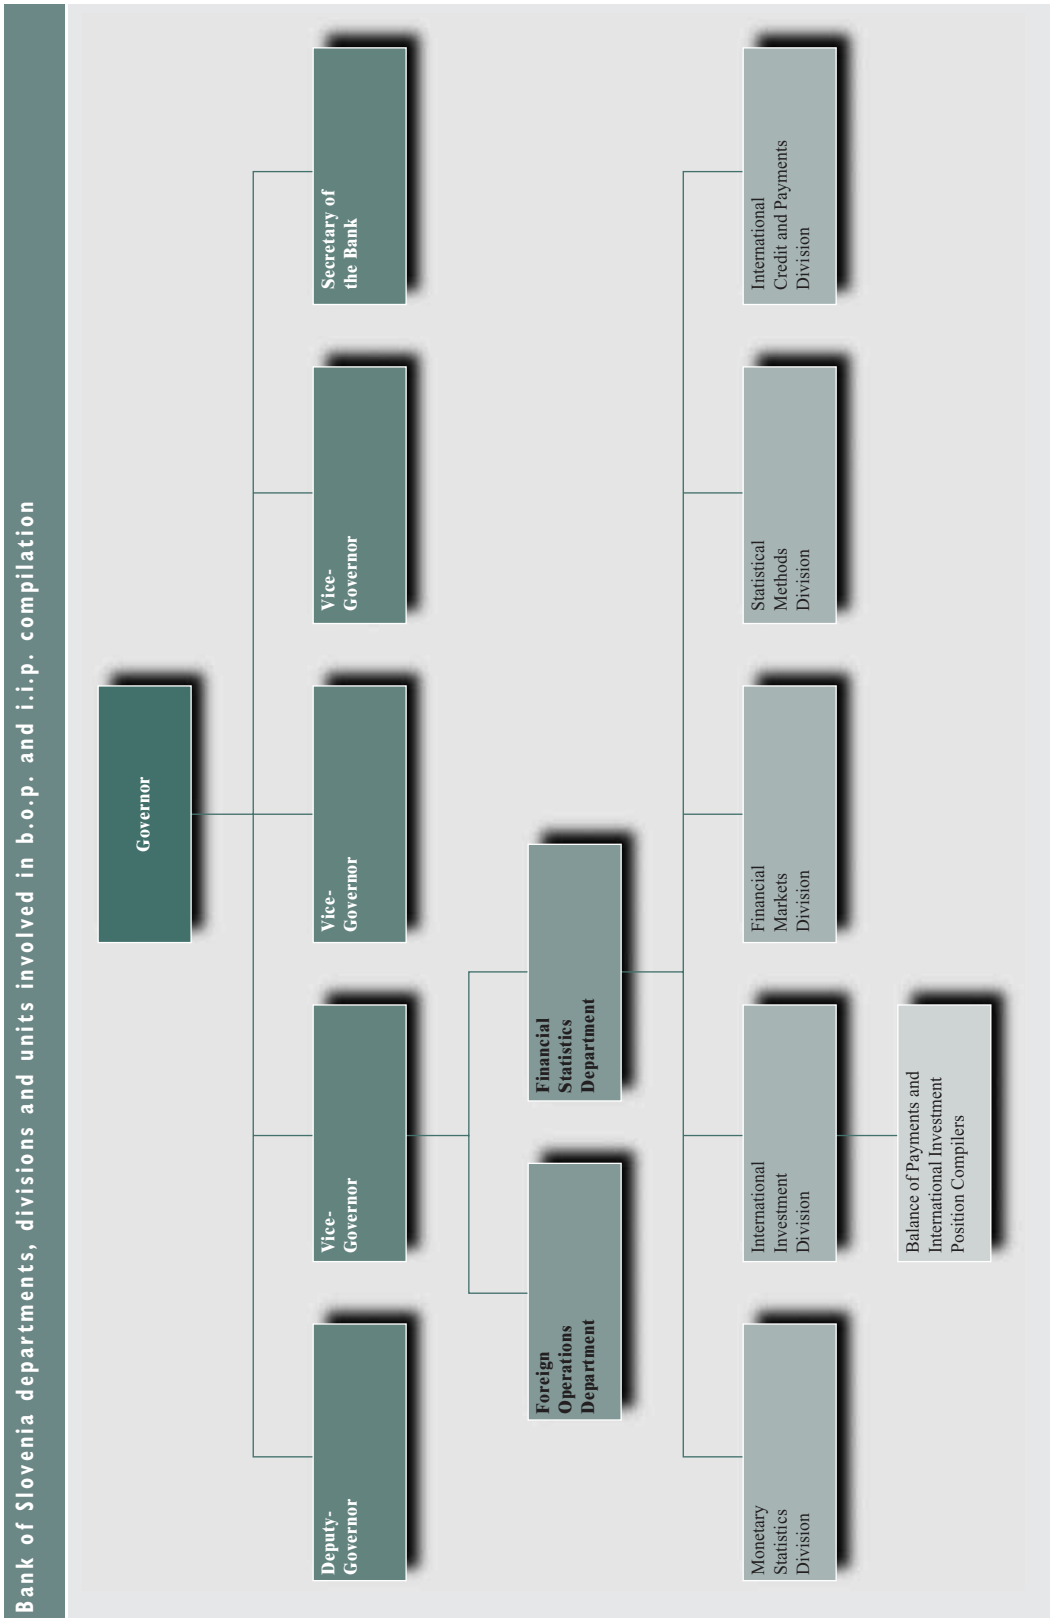 Bank of Slovenia departments, divisions and units involved in b.o.p. and i.i.p. compilation
Governor
Deputy-
Governor
Vice-
Governor
Vice-
Governor
Vice-
Governor
Secretary of
the Bank
Foreign
Operations
Department
Financial
Statistics
Department
Monetary
Statistics
Division
International
Investment
Division
Financial
Markets
Division
Statistical
Methods
Division
International
Credit and Payments
Division
Balance of Payments and
International Investment
Position Compilers